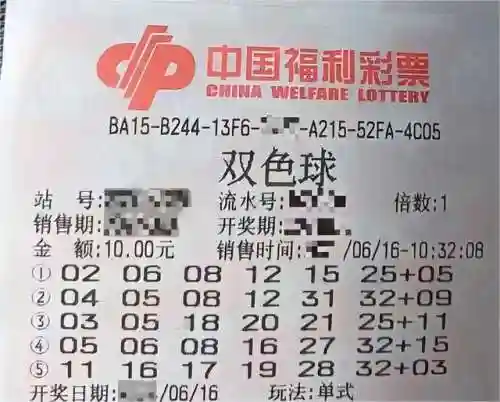 中国福利彩票
CHINA WELFARE LOTTERY
BA15-B244-13F6- -A215-52FA-4C05
双色球
站 号: 流水号: 倍数:1
销售期: 开奖期:
金 额:10.00元 销售时间: /06/16-10:32:08
① 02 06 08 12 15 25+05
② 04 05 08 12 31 32+09
③ 03 05 18 20 21 25+11
④ 05 06 08 16 27 32+15
⑤ 11 16 17 19 28 32+03
开奖日期: /06/16 玩法:单式